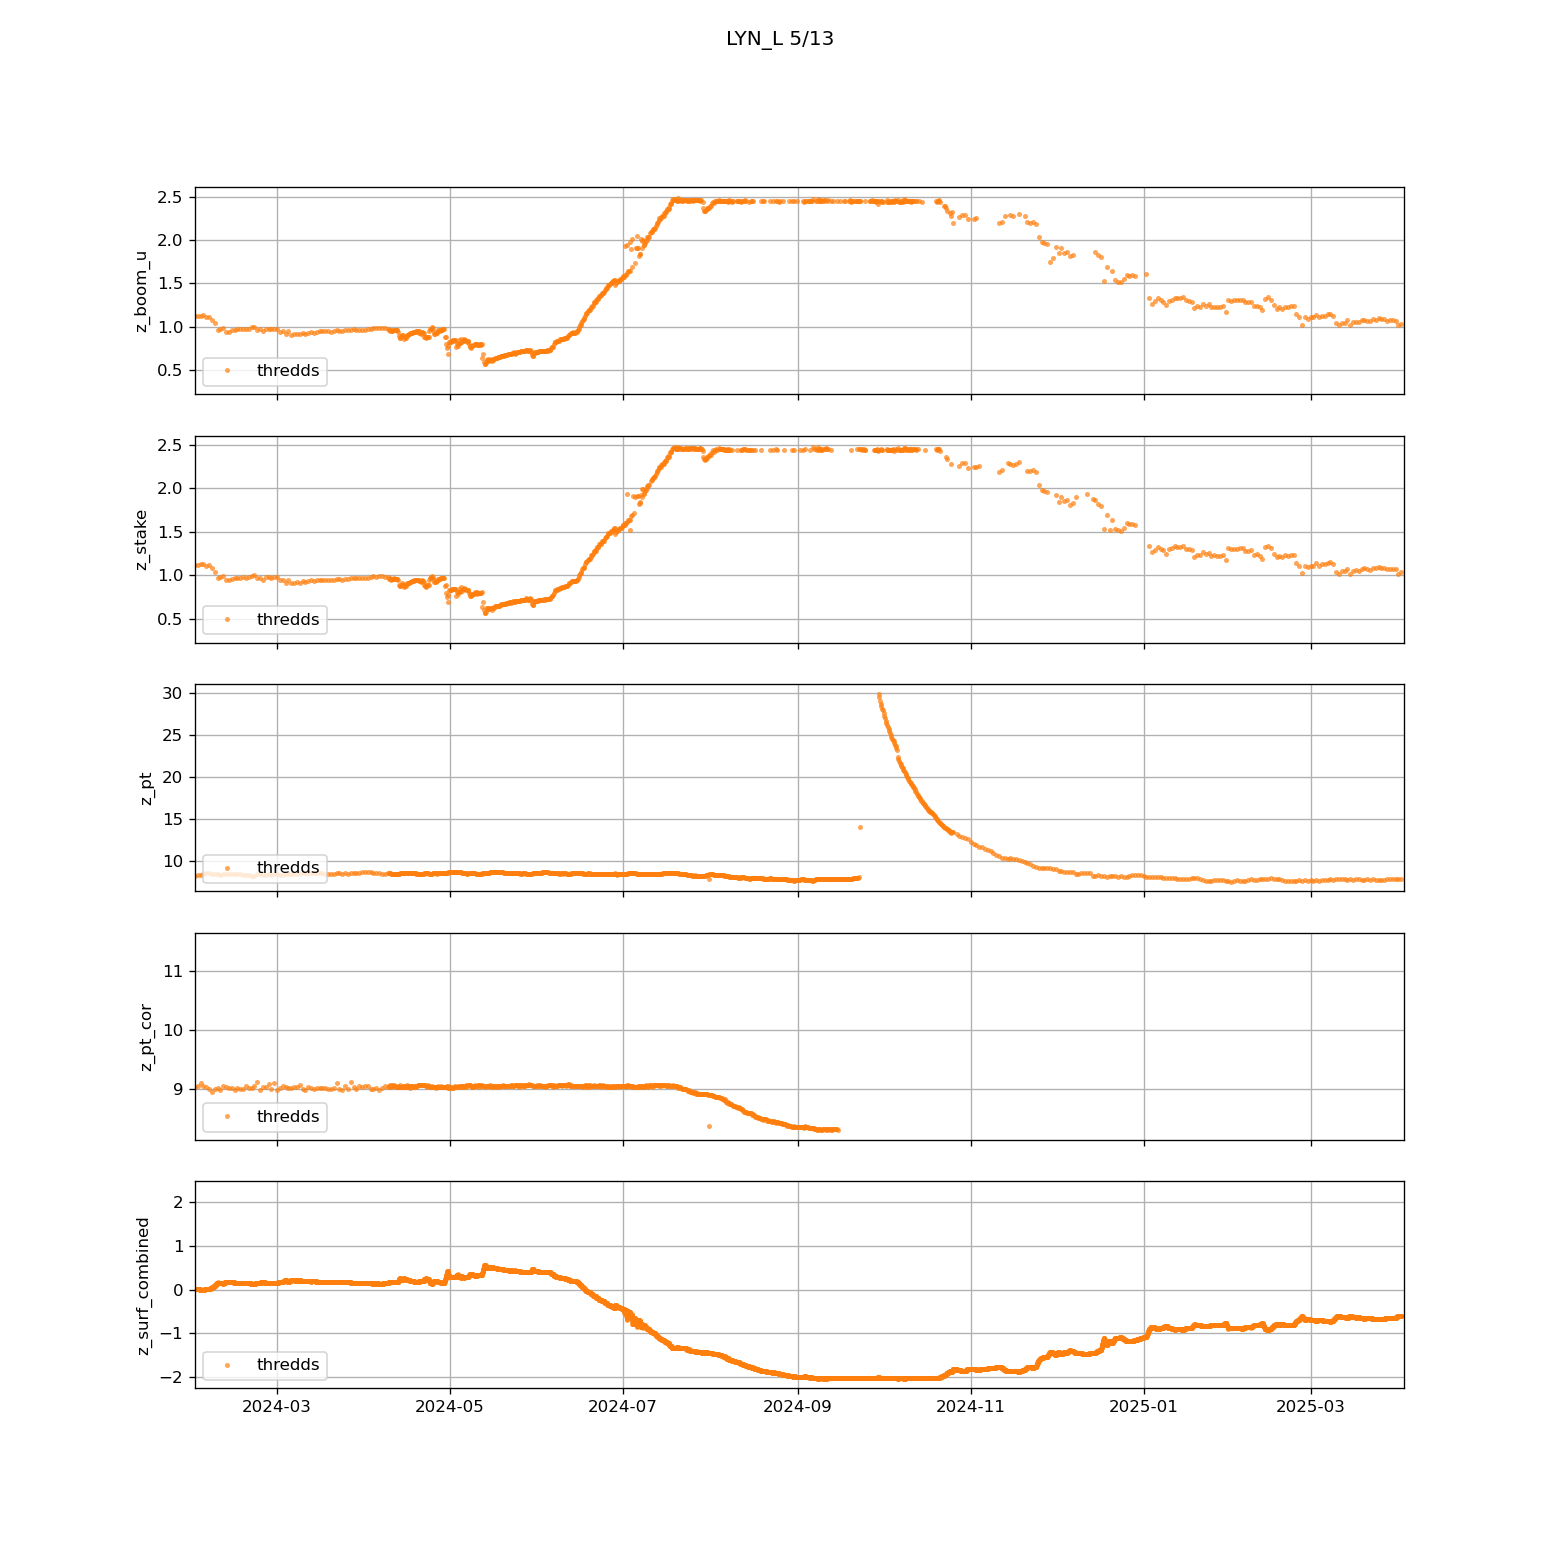 LYN_L 5/13
2.5
2.0
1.5
1.0
0.5
z_boom_u
thredds
2.5
2.0
1.5
1.0
0.5
z_stake
thredds
30
25
20
15
10
z_pt
thredds
11
10
9
z_pt_cor
thredds
2
1
0
−1
−2
z_surf_combined
thredds
2024-03 2024-05 2024-07 2024-09 2024-11 2025-01 2025-03